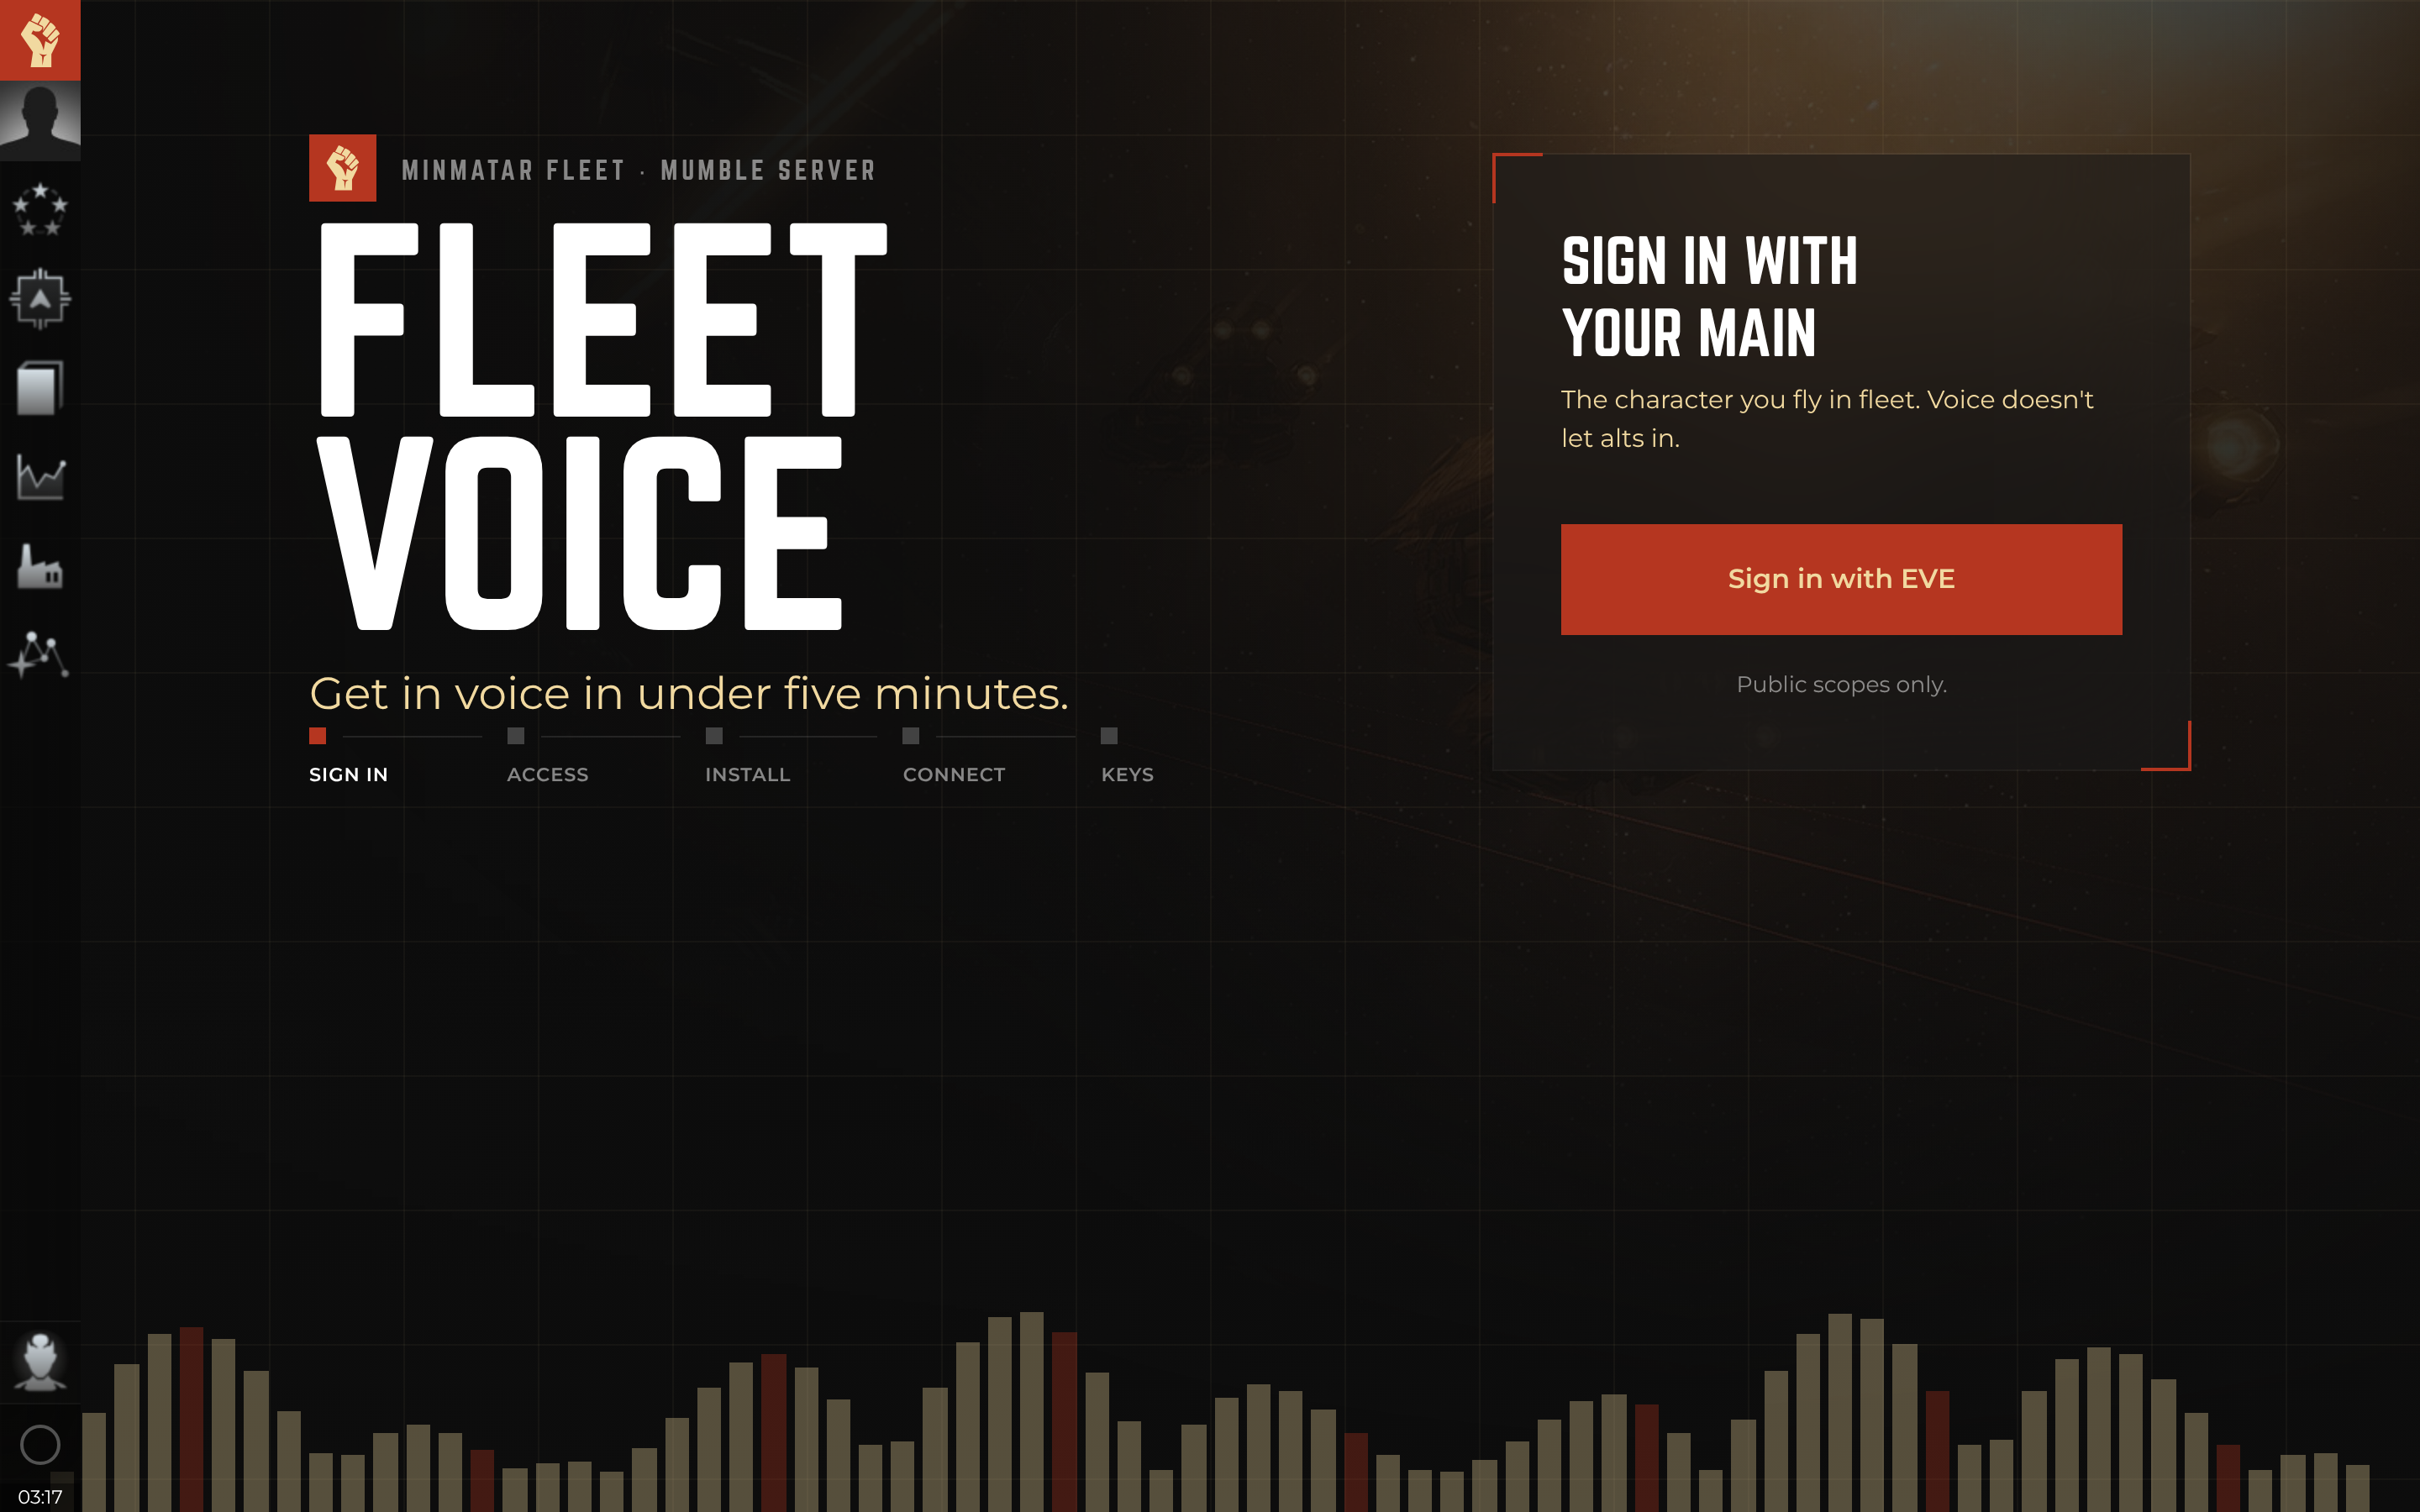 MINMATAR FLEET · MUMBLE SERVER
FLEET
VOICE
Get in voice in under five minutes.
SIGN IN
ACCESS
INSTALL
CONNECT
KEYS
SIGN IN WITH
YOUR MAIN
The character you fly in fleet. Voice doesn't
let alts in.
Sign in with EVE
Public scopes only.
03:17